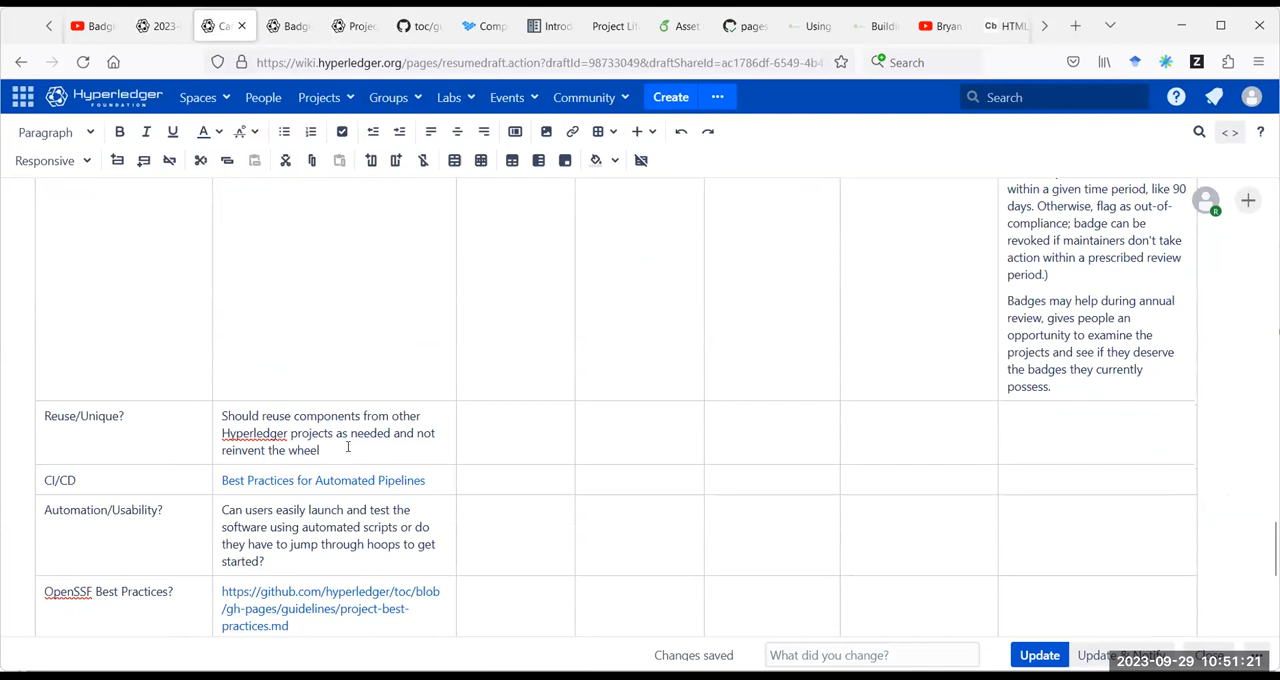 Badg
2023-
Ca
Badg
Projec
toc/g
Comp
Introd
Project Li
Asset
pages
Using
Buildi
Bryan
Cb HTML
https://wiki.hyperledger.org/pages/resumedraft.action?draftId=98733049&draftShareId=ac1786df-6549-4b4
Search
Z
HYPERLEDGER
FOUNDATION
Spaces
People
Projects
Groups
Labs
Events
Community
Create
Search
Paragraph
B I U A
Responsive
within a given time period, like 90
days. Otherwise, flag as out-of-
compliance; badge can be
revoked if maintainers don't take
action within a prescribed review
period.)
R
Badges may help during annual
review, gives people an
opportunity to examine the
projects and see if they deserve
the badges they currently
possess.
Reuse/Unique?
Should reuse components from other
Hyperledger projects as needed and not
reinvent the wheel
CI/CD
Best Practices for Automated Pipelines
Automation/Usability?
Can users easily launch and test the
software using automated scripts or do
they have to jump through hoops to get
started?
OpenSSF Best Practices?
https://github.com/hyperledger/toc/blob
/gh-pages/guidelines/project-best-
practices.md
Changes saved
What did you change?
Update
Update & Notify
Close
2023-09-29 10:51:21